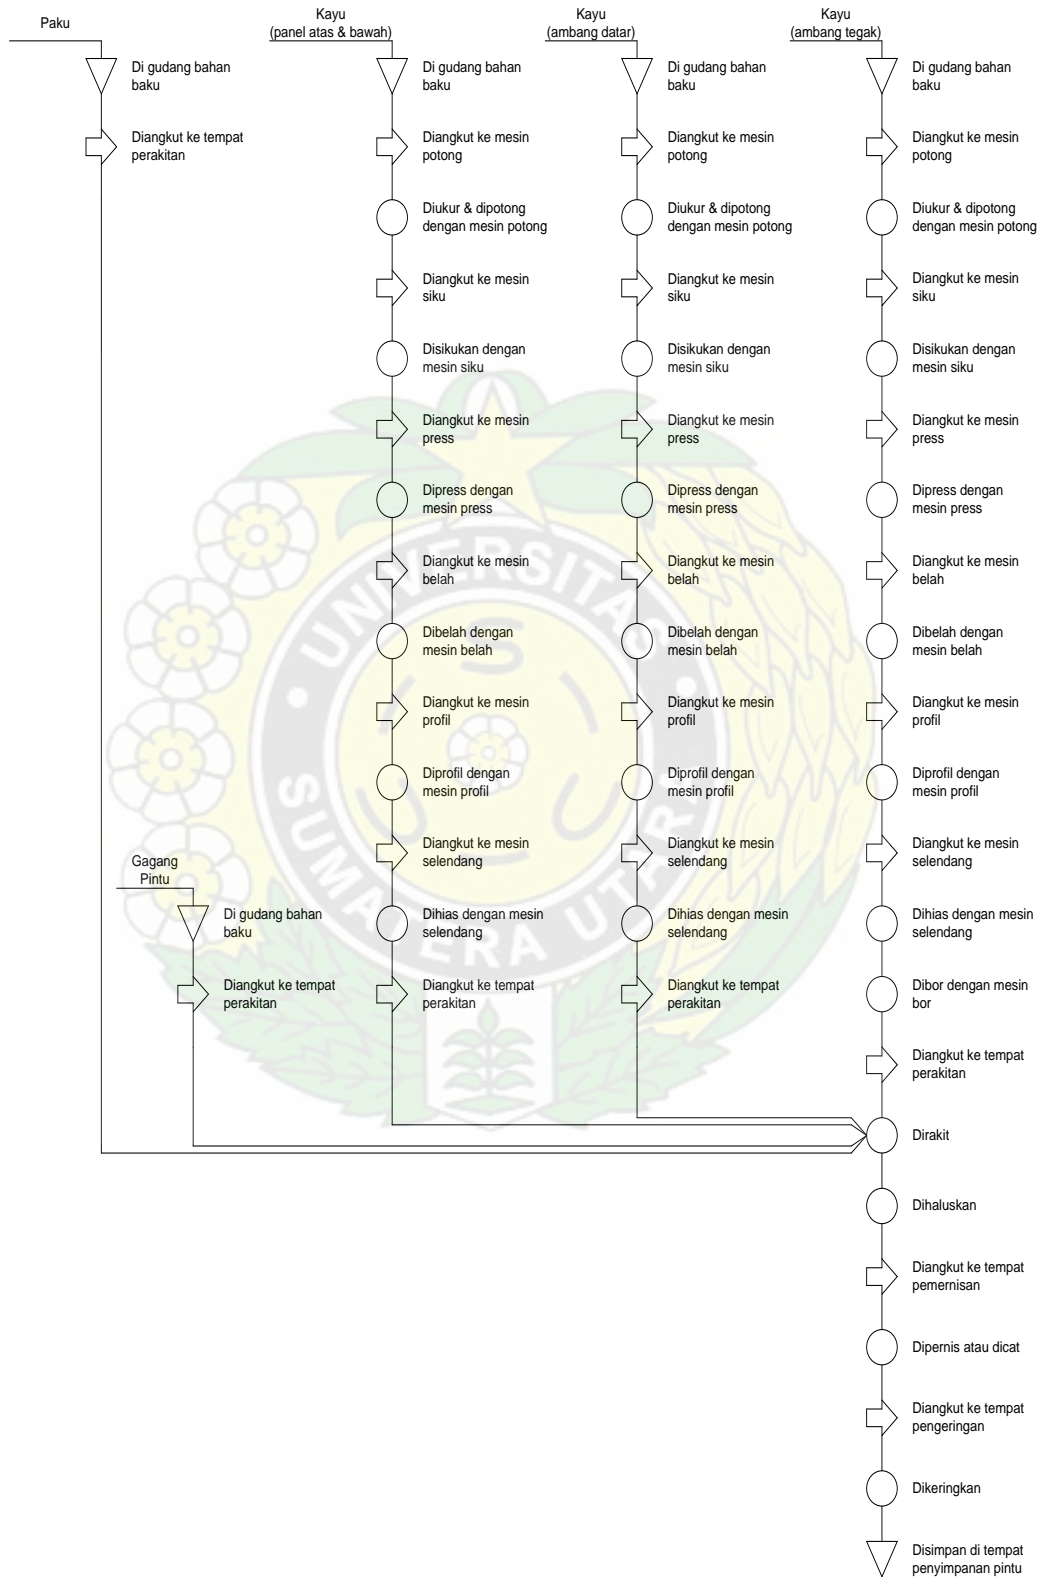 Paku
Kayu
(panel atas & bawah)
Kayu
(ambang datar)
Kayu
(ambang tegak)
Di gudang bahan
baku
Di gudang bahan
baku
Di gudang bahan
baku
Di gudang bahan
baku
Diangkut ke tempat
perakitan
Diangkut ke mesin
potong
Diangkut ke mesin
potong
Diangkut ke mesin
potong
Diukur & dipotong
dengan mesin potong
Diukur & dipotong
dengan mesin potong
Diukur & dipotong
dengan mesin potong
Diangkut ke mesin
siku
Diangkut ke mesin
siku
Diangkut ke mesin
siku
Disikukan dengan
mesin siku
Disikukan dengan
mesin siku
Disikukan dengan
mesin siku
Diangkut ke mesin
press
Diangkut ke mesin
press
Diangkut ke mesin
press
Dipress dengan
mesin press
Dipress dengan
mesin press
Dipress dengan
mesin press
Diangkut ke mesin
belah
Diangkut ke mesin
belah
Diangkut ke mesin
belah
Dibelah dengan
mesin belah
Dibelah dengan
mesin belah
Dibelah dengan
mesin belah
Diangkut ke mesin
profil
Diangkut ke mesin
profil
Diangkut ke mesin
profil
Diprofil dengan
mesin profil
Diprofil dengan
mesin profil
Diprofil dengan
mesin profil
Diangkut ke mesin
selendang
Diangkut ke mesin
selendang
Diangkut ke mesin
selendang
Gagang
Pintu
Di gudang bahan
baku
Dihias dengan mesin
selendang
Dihias dengan mesin
selendang
Dihias dengan mesin
selendang
Diangkut ke tempat
perakitan
Diangkut ke tempat
perakitan
Diangkut ke tempat
perakitan
Dibor dengan mesin
bor
Diangkut ke tempat
perakitan
Dirakit
Dihaluskan
Diangkut ke tempat
pemernisan
Dipernis atau dicat
Diangkut ke tempat
pengeringan
Dikeringkan
Disimpan di tempat
penyimpanan pintu
UNIVERSITAS
SUMATERA UTARA
USU